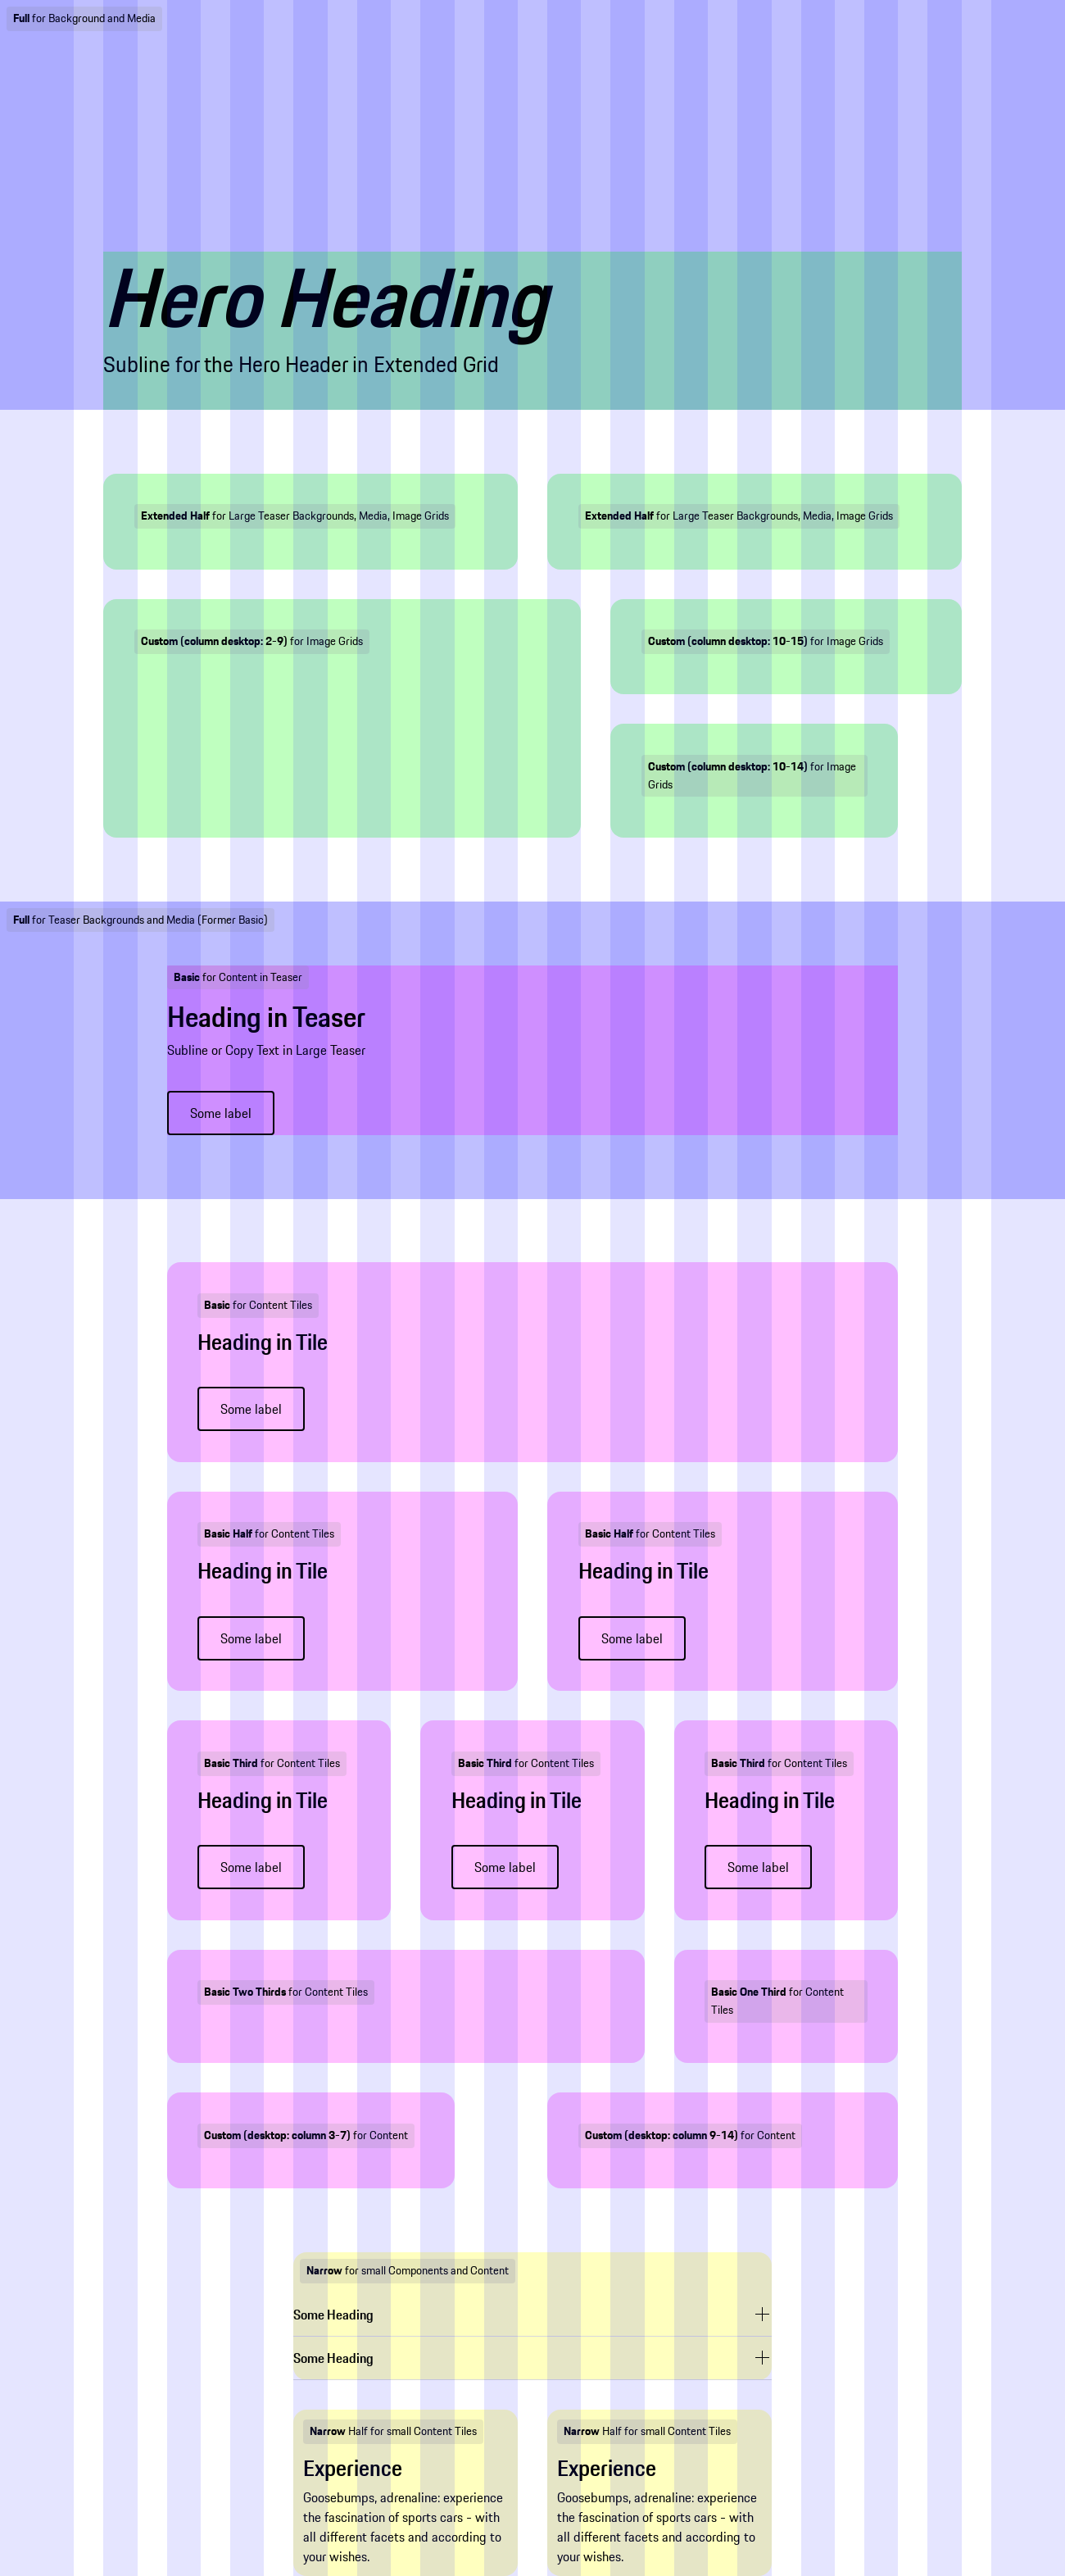 Full for Background and Media
Hero Heading
Subline for the Hero Header in Extended Grid
Extended Half for Large Teaser Backgrounds, Media, Image Grids
Extended Half for Large Teaser Backgrounds, Media, Image Grids
Custom (column desktop: 2-9) for Image Grids
Custom (column desktop: 10-15) for Image Grids
Custom (column desktop: 10-14) for Image
Grids
Full for Teaser Backgrounds and Media (Former Basic)
Basic for Content in Teaser
Heading in Teaser
Subline or Copy Text in Large Teaser
Some label
Basic for Content Tiles
Heading in Tile
Some label
Basic Half for Content Tiles
Heading in Tile
Some label
Basic Half for Content Tiles
Heading in Tile
Some label
Basic Third for Content Tiles
Heading in Tile
Some label
Basic Third for Content Tiles
Heading in Tile
Some label
Basic Third for Content Tiles
Heading in Tile
Some label
Basic Two Thirds for Content Tiles
Basic One Third for Content
Tiles
Custom (desktop: column 3-7) for Content
Custom (desktop: column 9-14) for Content
Narrow for small Components and Content
Some Heading
Some Heading
Narrow Half for small Content Tiles
Experience
Goosebumps, adrenaline: experience
the fascination of sports cars - with
all different facets and according to
your wishes.
Narrow Half for small Content Tiles
Experience
Goosebumps, adrenaline: experience
the fascination of sports cars - with
all different facets and according to
your wishes.